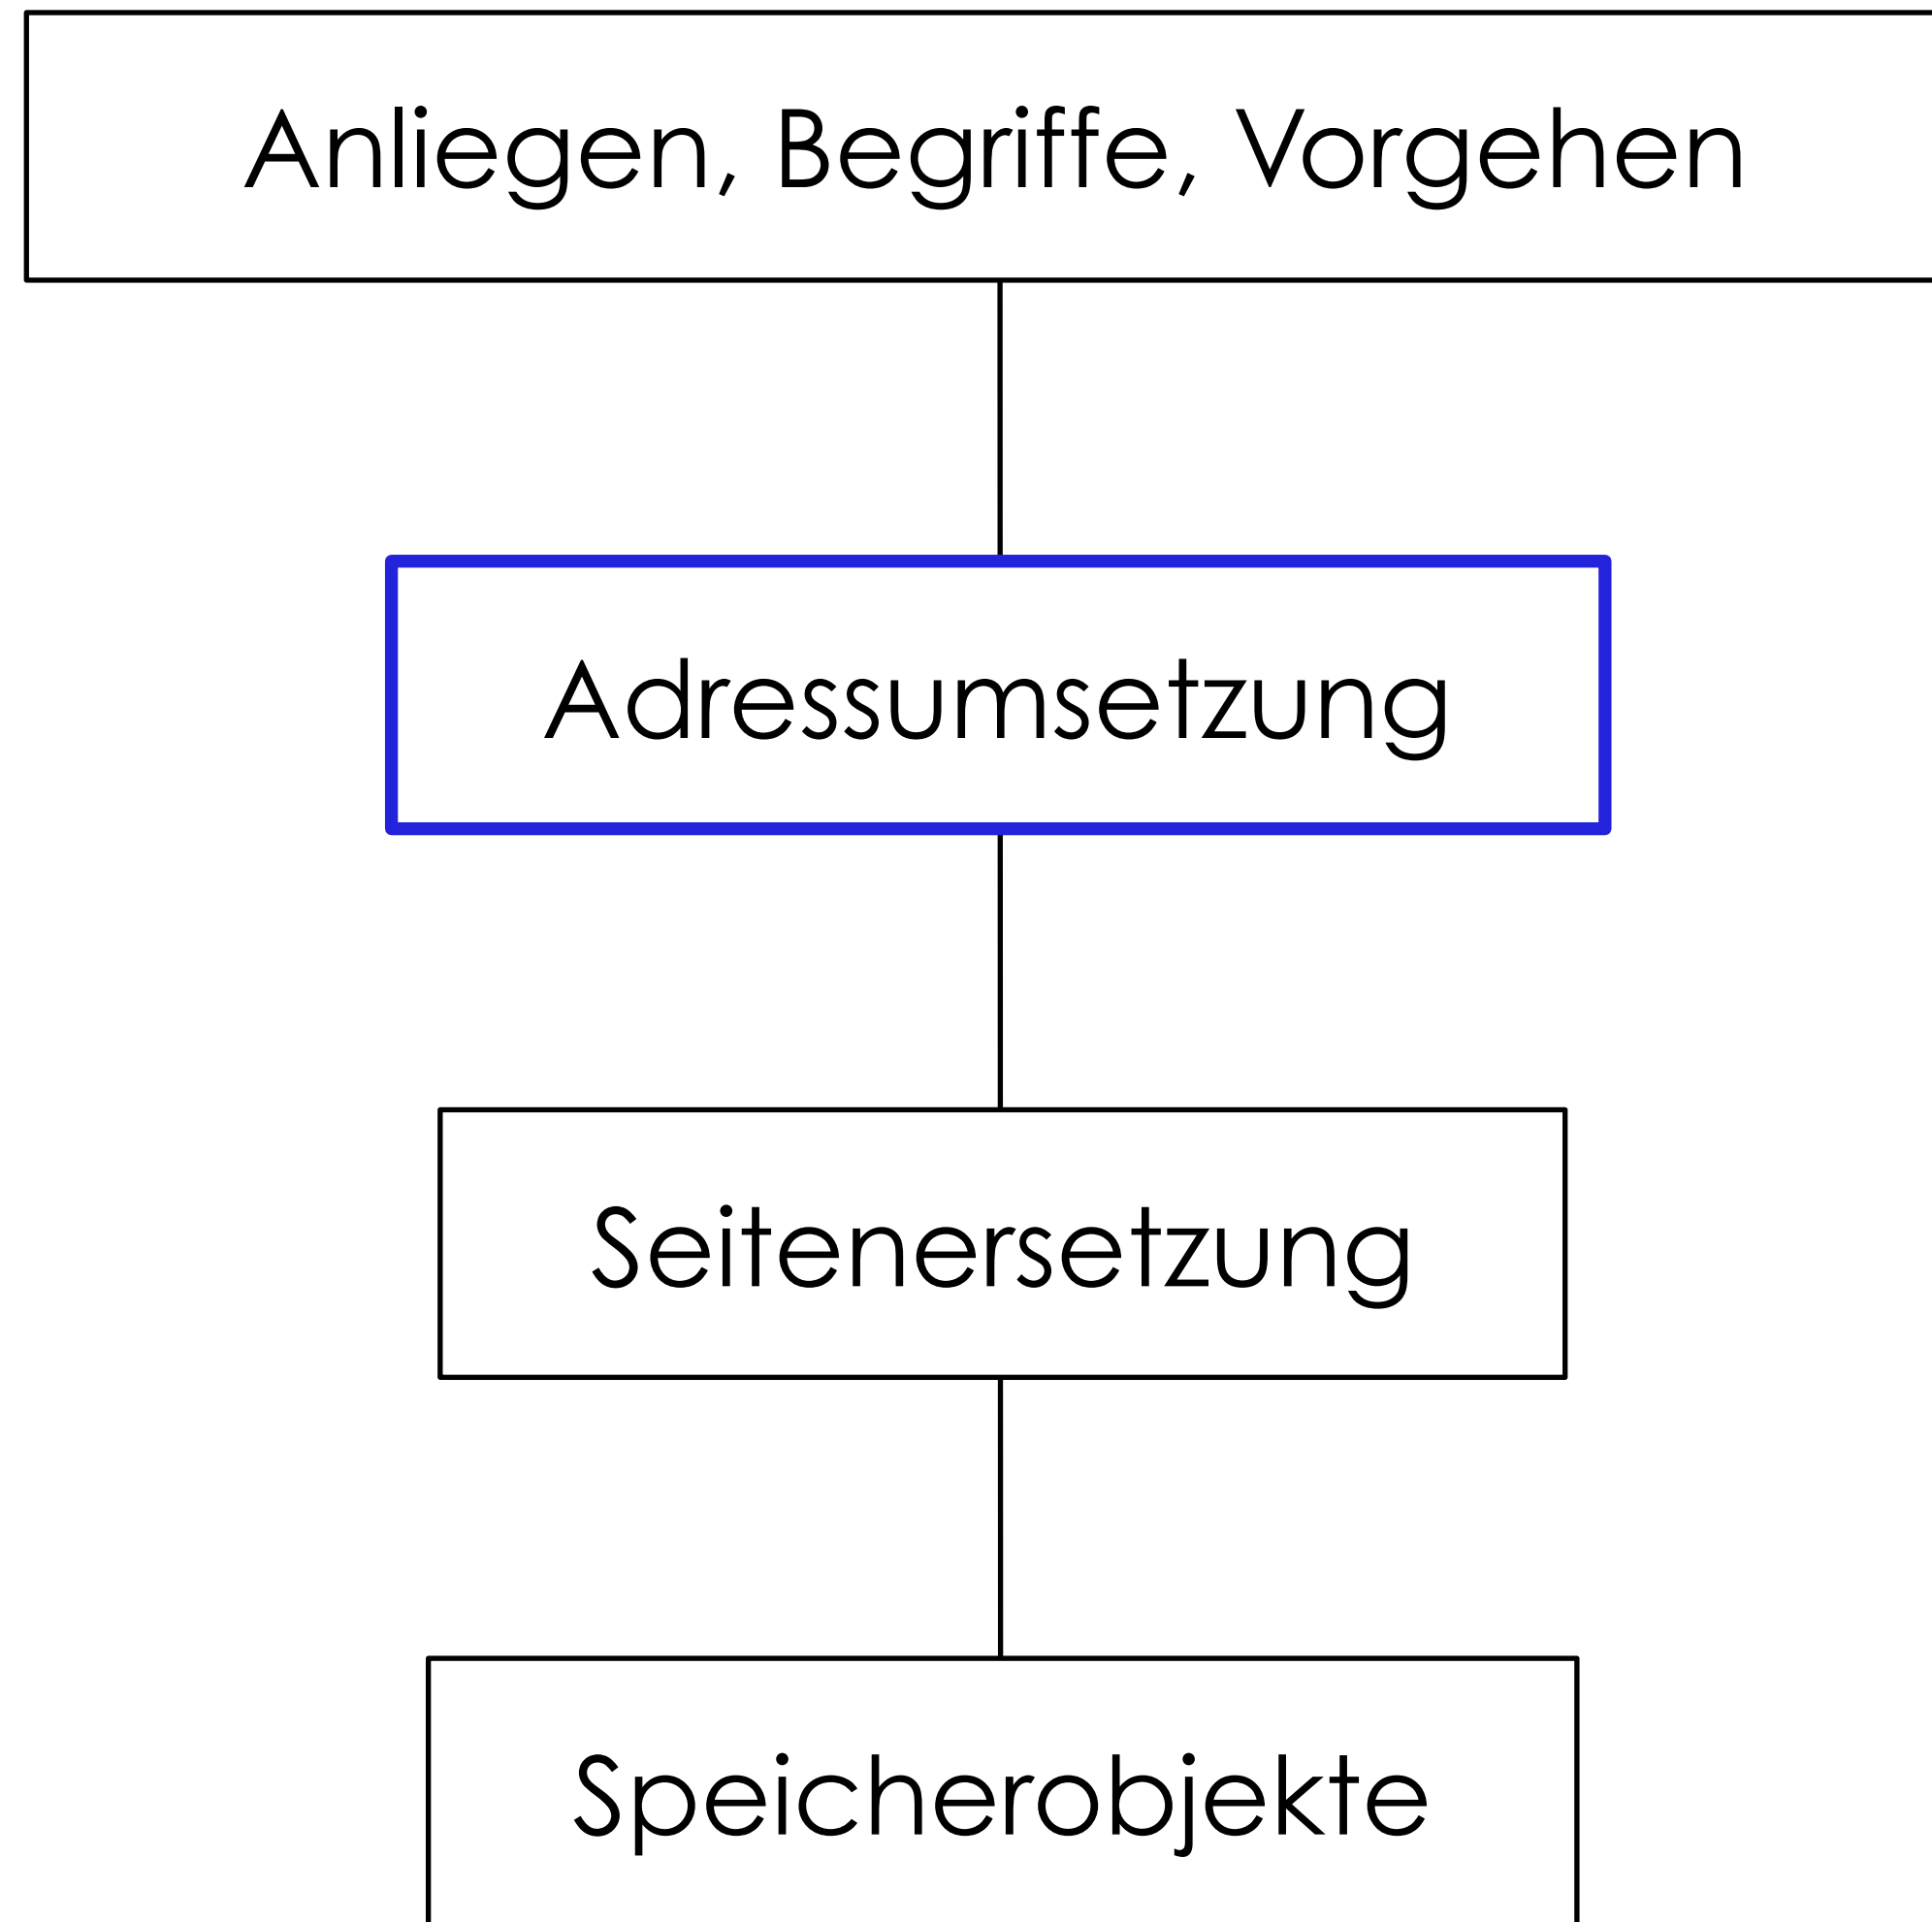 Anliegen, Begriffe, Vorgehen
Adressumsetzung
Seitenersetzung
Speicherobjekte